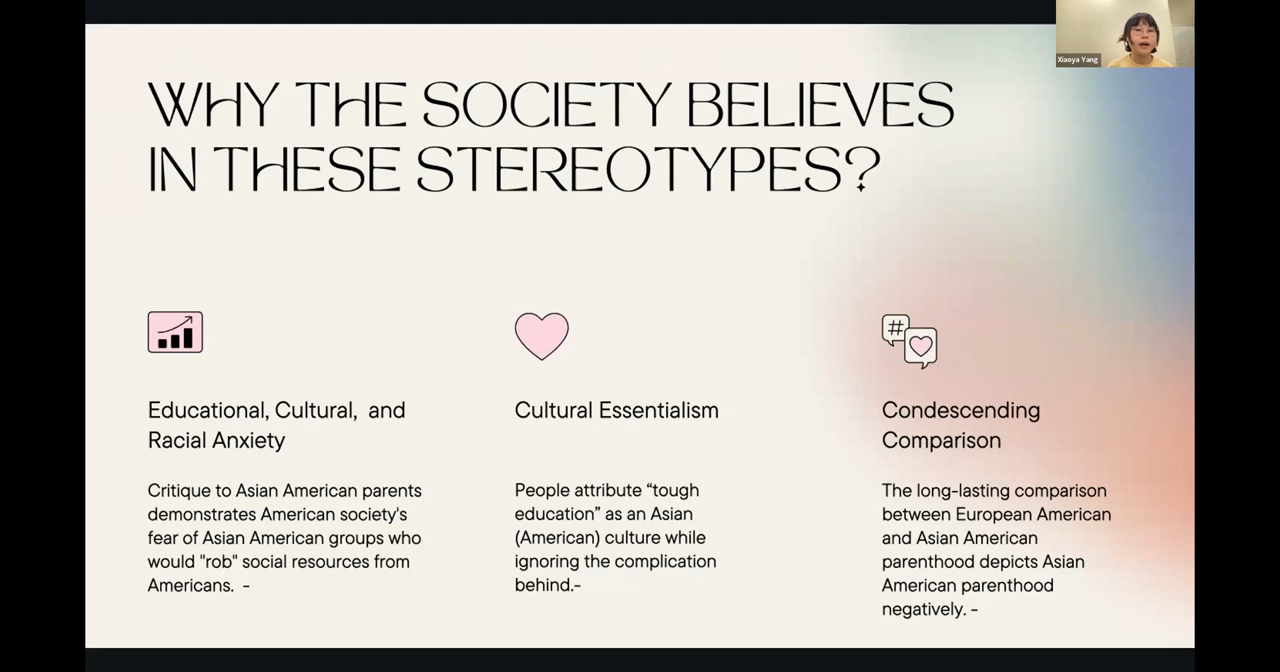 Xiaoya Yang
WHY THE SOCIETY BELIEVES
IN THESE STEREOTYPES?
#
Educational, Cultural,  and
Racial Anxiety
Critique to Asian American parents
demonstrates American society's
fear of Asian American groups who
would "rob" social resources from
Americans.  -
Cultural Essentialism
People attribute “tough
education” as an Asian
(American) culture while
ignoring the complication
behind.-
Condescending
Comparison
The long-lasting comparison
between European American
and Asian American
parenthood depicts Asian
American parenthood
negatively. -